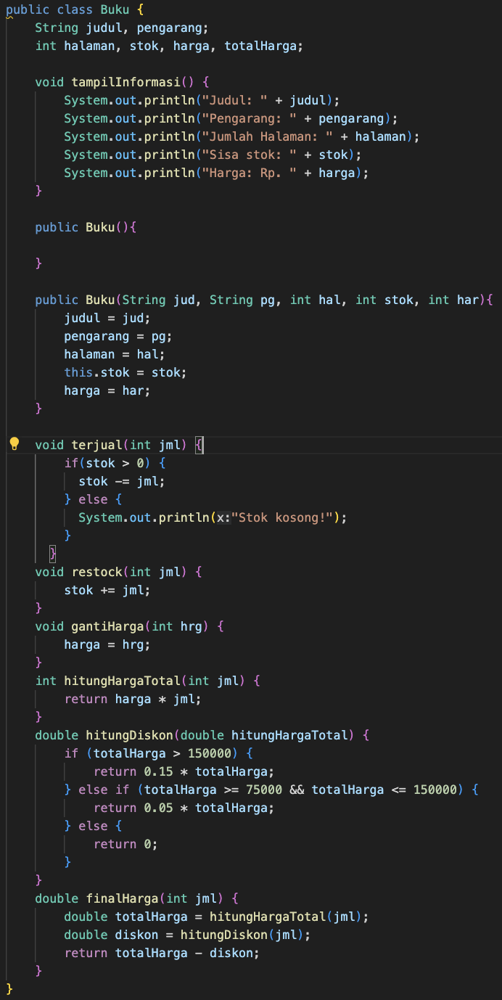 public class Buku {
    String judul, pengarang;
    int halaman, stok, harga, totalHarga;

    void tampilInformasi() {
        System.out.println("Judul: " + judul);
        System.out.println("Pengarang: " + pengarang);
        System.out.println("Jumlah Halaman: " + halaman);
        System.out.println("Sisa stok: " + stok);
        System.out.println("Harga: Rp. " + harga);
    }

    public Buku(){

    }

    public Buku(String jud, String pg, int hal, int stok, int har){
        judul = jud;
        pengarang = pg;
        halaman = hal;
        this.stok = stok;
        harga = har;
    }

    void terjual(int jml) {
        if(stok > 0) {
          stok -= jml;
        } else {
          System.out.println(x:"Stok kosong!");
        }
      }
    void restock(int jml) {
        stok += jml;
    }
    void gantiHarga(int hrg) {
        harga = hrg;
    }
    int hitungHargaTotal(int jml) {
        return harga * jml;
    }
    double hitungDiskon(double hitungHargaTotal) {
        if (totalHarga > 150000) {
            return 0.15 * totalHarga;
        } else if (totalHarga >= 75000 && totalHarga <= 150000) {
            return 0.05 * totalHarga;
        } else {
            return 0;
        }
    }
    double finalHarga(int jml) {
        double totalHarga = hitungHargaTotal(jml);
        double diskon = hitungDiskon(jml);
        return totalHarga - diskon;
    }
}